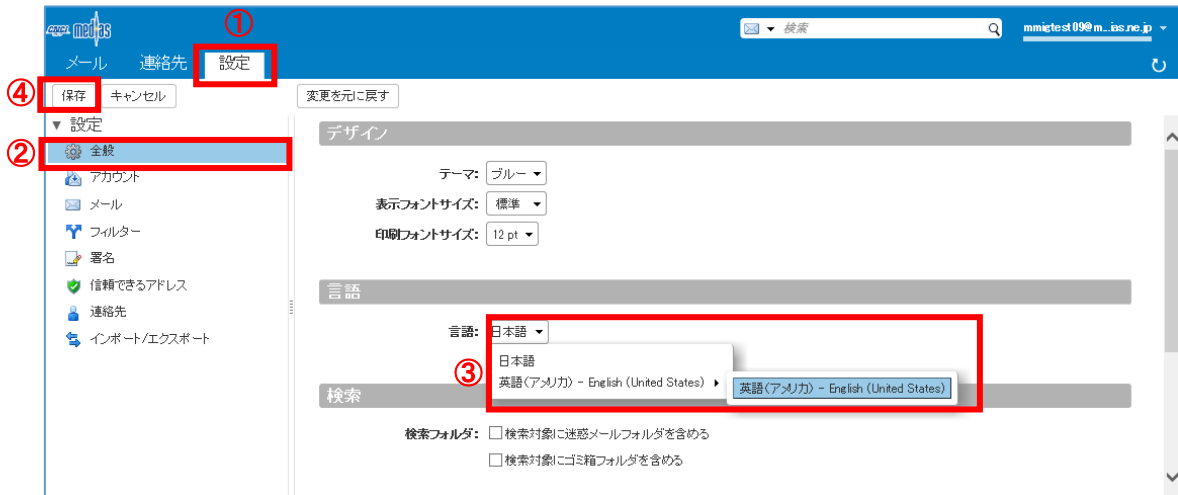 CNCI medias
①
検索
mmigtest09@m...ias.ne.jp
メール 連絡先 設定
④ 保存 キャンセル 変更を元に戻す
▼ 設定
② 全般
アカウント
メール
フィルター
署名
信頼できるアドレス
連絡先
インポート/エクスポート
デザイン
テーマ: ブルー
表示フォントサイズ: 標準
印刷フォントサイズ: 12 pt
言語
言語: 日本語
日本語
③ 英語(アメリカ) - English (United States)
英語(アメリカ) - English (United States)
検索
検索フォルダ: 検索対象に迷惑メールフォルダを含める
検索対象にゴミ箱フォルダを含める